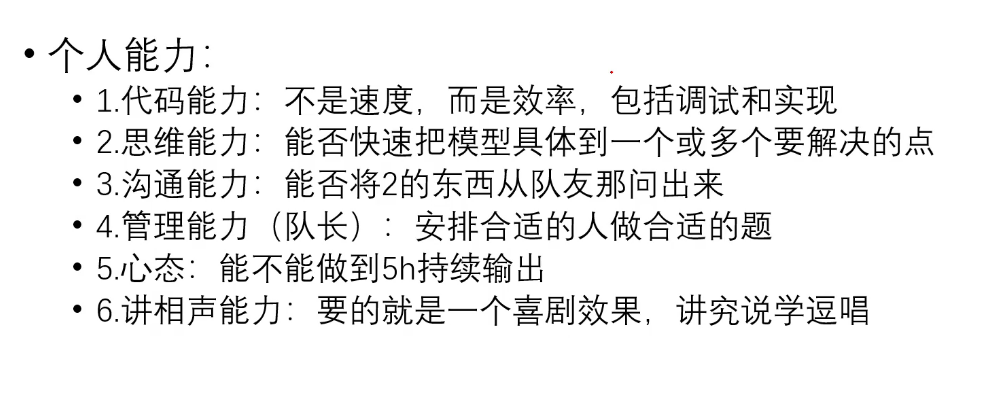 • 个人能力：
• 1.代码能力：不是速度，而是效率，包括调试和实现
• 2.思维能力：能否快速把模型具体到一个或多个要解决的点
• 3.沟通能力：能否将2的东西从队友那问出来
• 4.管理能力（队长）：安排合适的人做合适的题
• 5.心态：能不能做到5h持续输出
• 6.讲相声能力：要的就是一个喜剧效果，讲究说学逗唱